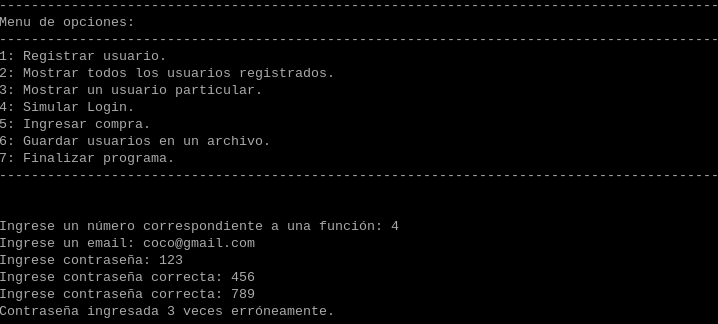 ------------------------------------------------------------------------------------------
Menu de opciones:
------------------------------------------------------------------------------------------
1: Registrar usuario.
2: Mostrar todos los usuarios registrados.
3: Mostrar un usuario particular.
4: Simular Login.
5: Ingresar compra.
6: Guardar usuarios en un archivo.
7: Finalizar programa.
------------------------------------------------------------------------------------------
Ingrese un número correspondiente a una función: 4
Ingrese un email: coco@gmail.com
Ingrese contraseña: 123
Ingrese contraseña correcta: 456
Ingrese contraseña correcta: 789
Contraseña ingresada 3 veces erróneamente.